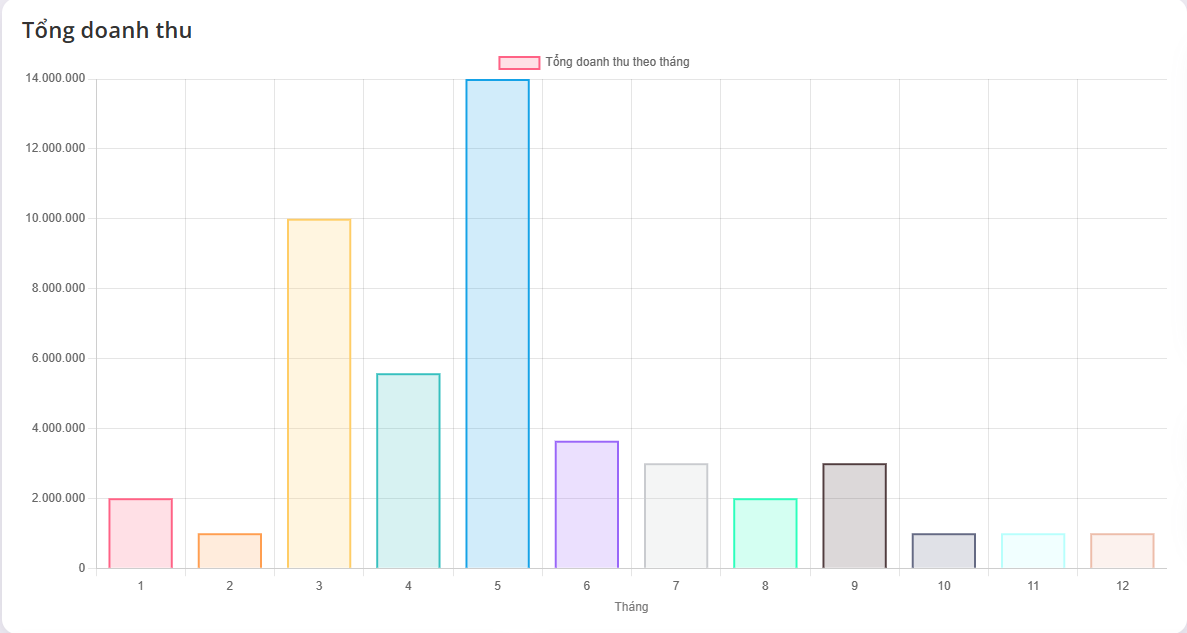 Tổng doanh thu
Tổng doanh thu theo tháng
14.000.000
12.000.000
10.000.000
8.000.000
6.000.000
4.000.000
2.000.000
0
1 2 3 4 5 6 7 8 9 10 11 12
Tháng